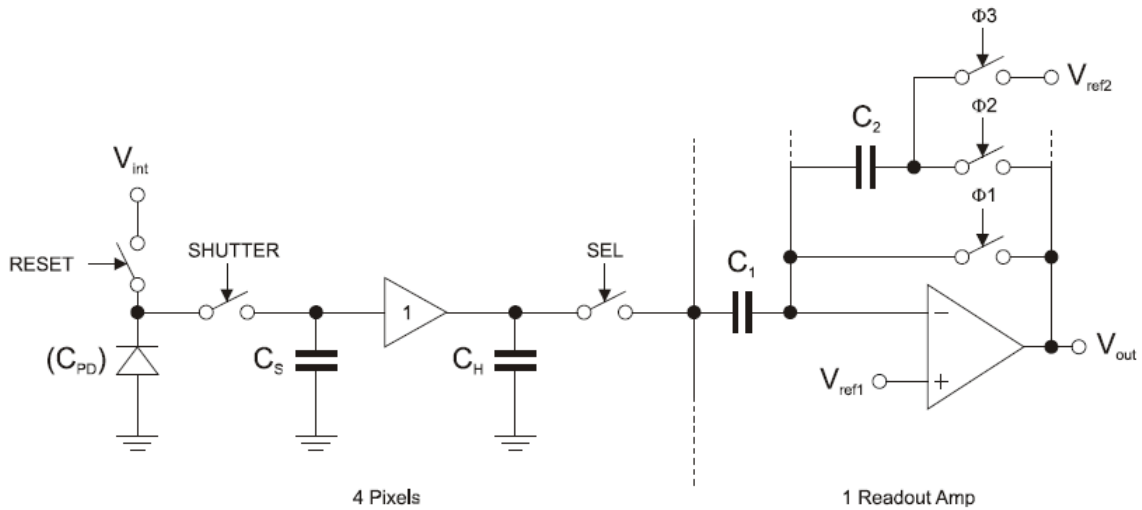 Φ3
V_ref2
C_2
Φ2
V_int
Φ1
RESET
SHUTTER
SEL
C_1
(C_PD)
C_S
1
C_H
−
+
V_ref1
V_out
4 Pixels
1 Readout Amp